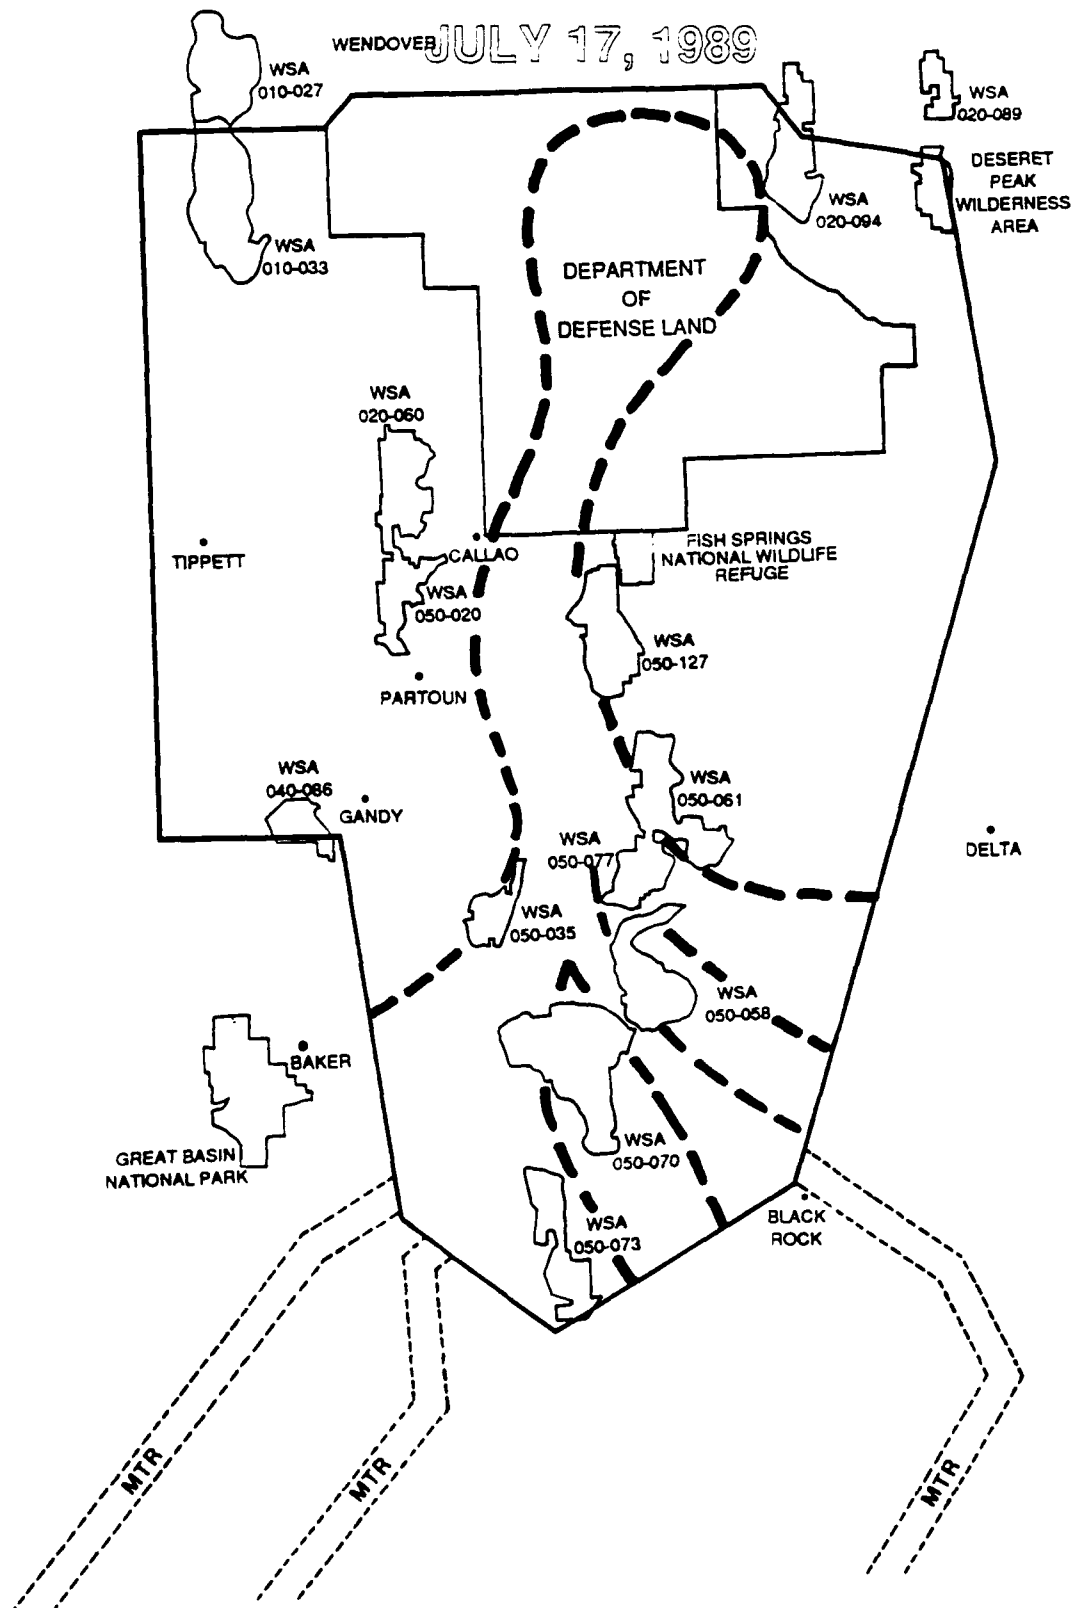 WENDOVER
JULY 17, 1989
WSA
010-027
WSA
020-089
DESERET
PEAK
WILDERNESS
AREA
WSA
020-094
WSA
010-033
DEPARTMENT
OF
DEFENSE LAND
WSA
020-060
TIPPETT
CALLAO
FISH SPRINGS
NATIONAL WILDLIFE
REFUGE
WSA
050-020
WSA
050-127
PARTOUN
WSA
040-086
GANDY
WSA
050-061
WSA
050-077
DELTA
WSA
050-035
WSA
050-058
BAKER
GREAT BASIN
NATIONAL PARK
WSA
050-070
WSA
050-073
BLACK
ROCK
MTR
MTR
MTR